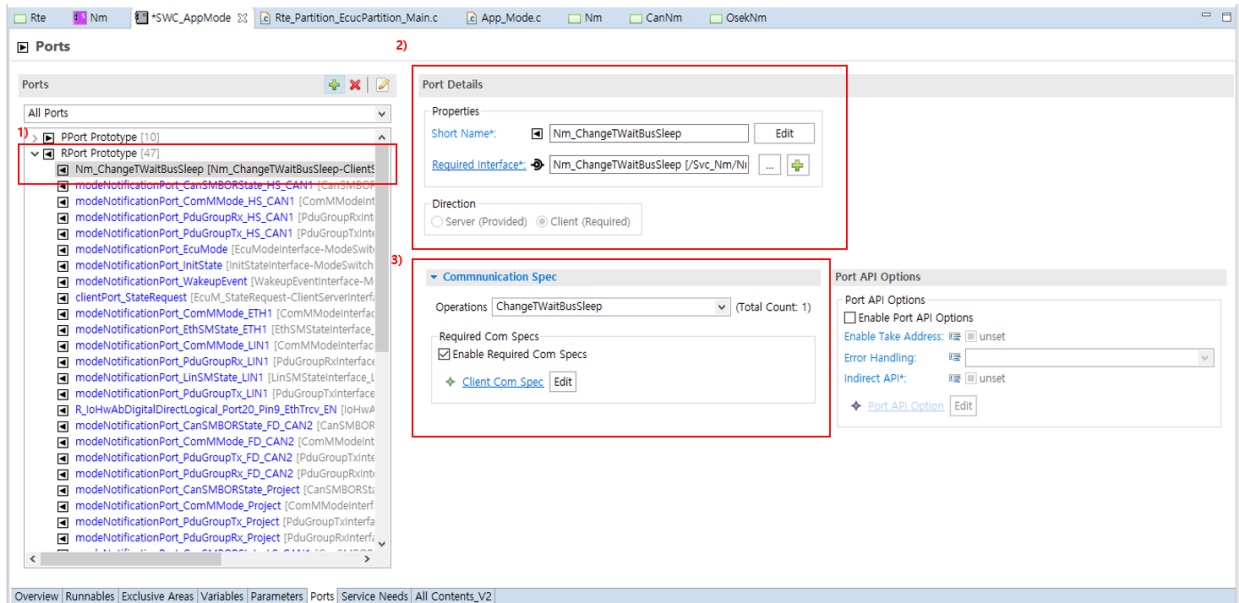 Rte Nm *SWC_AppMode Rte_Partition_EcucPartition_Main.c App_Mode.c Nm CanNm OsekNm
Ports
2)
Ports
All Ports
1)
PPort Prototype [10]
RPort Prototype [47]
Nm_ChangeTWaitBusSleep [Nm_ChangeTWaitBusSleep-ClientS
modeNotificationPort_CanSMBORState_HS_CAN1 [CanSMBOR
modeNotificationPort_ComMMode_HS_CAN1 [ComMModeInt
modeNotificationPort_PduGroupRx_HS_CAN1 [PduGroupRxInt
modeNotificationPort_PduGroupTx_HS_CAN1 [PduGroupTxInte
modeNotificationPort_EcuMode [EcuModeInterface-ModeSwit
modeNotificationPort_InitState [InitStateInterface-ModeSwitch
modeNotificationPort_WakeupEvent [WakeupEventInterface-M
clientPort_StateRequest [EcuM_StateRequest-ClientServerInterf
modeNotificationPort_ComMMode_ETH1 [ComMModeInterfac
modeNotificationPort_EthSMState_ETH1 [EthSMStateInterface_
modeNotificationPort_ComMMode_LIN1 [ComMModeInterfac
modeNotificationPort_PduGroupRx_LIN1 [PduGroupRxInterface
modeNotificationPort_LinSMState_LIN1 [LinSMStateInterface_L
modeNotificationPort_PduGroupTx_LIN1 [PduGroupTxInterface
R_IoHwAbDigitalDirectLogical_Port20_Pin9_EthTrcv_EN [IoHwA
modeNotificationPort_CanSMBORState_FD_CAN2 [CanSMBOR
modeNotificationPort_ComMMode_FD_CAN2 [ComMModeInt
modeNotificationPort_PduGroupTx_FD_CAN2 [PduGroupTxInte
modeNotificationPort_PduGroupRx_FD_CAN2 [PduGroupRxInt
modeNotificationPort_CanSMBORState_Project [CanSMBORSta
modeNotificationPort_ComMMode_Project [ComMModeInterf
modeNotificationPort_PduGroupTx_Project [PduGroupTxInterfa
modeNotificationPort_PduGroupRx_Project [PduGroupRxInterfa
Port Details
Properties
Short Name*: Nm_ChangeTWaitBusSleep Edit
Required Interface*: Nm_ChangeTWaitBusSleep [/Svc_Nm/Nu ...
Direction
Server (Provided) Client (Required)
3)
Commnunication Spec
Operations ChangeTWaitBusSleep (Total Count: 1)
Required Com Specs
Enable Required Com Specs
Client Com Spec Edit
Port API Options
Port API Options
Enable Port API Options
Enable Take Address: unset
Error Handling:
Indirect API*: unset
Port API Option Edit
Overview Runnables Exclusive Areas Variables Parameters Ports Service Needs All Contents_V2